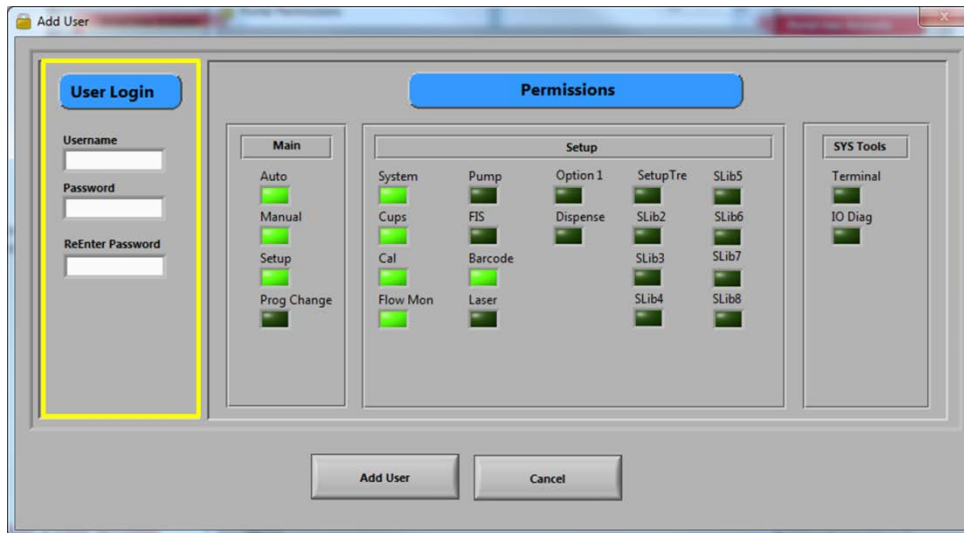 Add User
User Login
Permissions
Username
Password
ReEnter Password
Main
Auto
Manual
Setup
Prog Change
Setup
System Pump Option 1 SetupTre SLib5
Cups FIS Dispense SLib2 SLib6
Cal Barcode SLib3 SLib7
Flow Mon Laser SLib4 SLib8
SYS Tools
Terminal
IO Diag
Add User Cancel